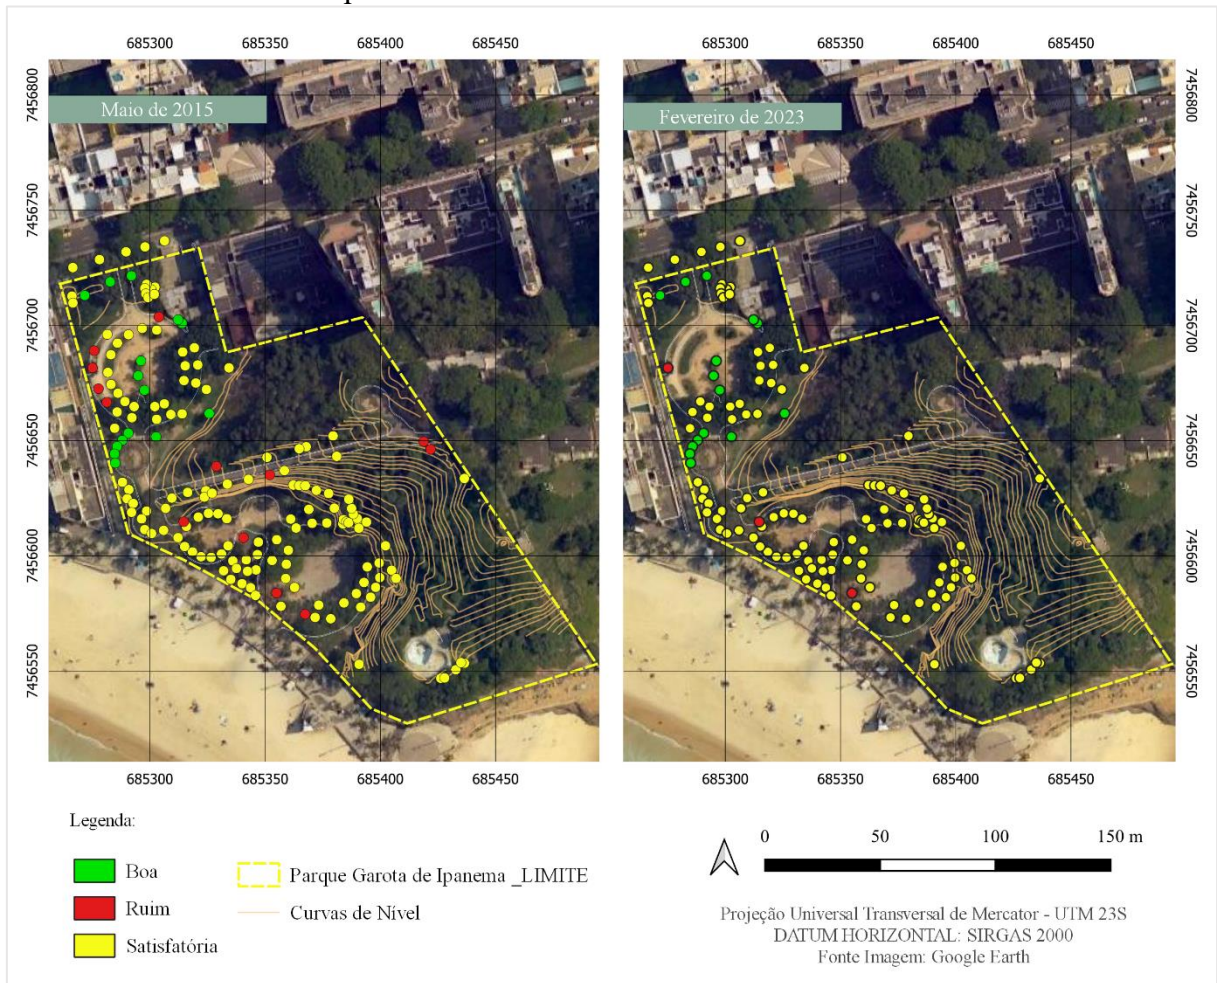 685300 685350 685400 685450 685300 685350 685400 685450
7456800 7456750 7456700 7456650 7456600 7456550
Maio de 2015
Fevereiro de 2023
7456800 7456750 7456700 7456650 7456600 7456550
685300 685350 685400 685450 685300 685350 685400 685450
Legenda:
Boa
Ruim
Satisfatória
Parque Garota de Ipanema _LIMITE
Curvas de Nível
0 50 100 150 m
Projeção Universal Transversal de Mercator - UTM 23S
DATUM HORIZONTAL: SIRGAS 2000
Fonte Imagem: Google Earth